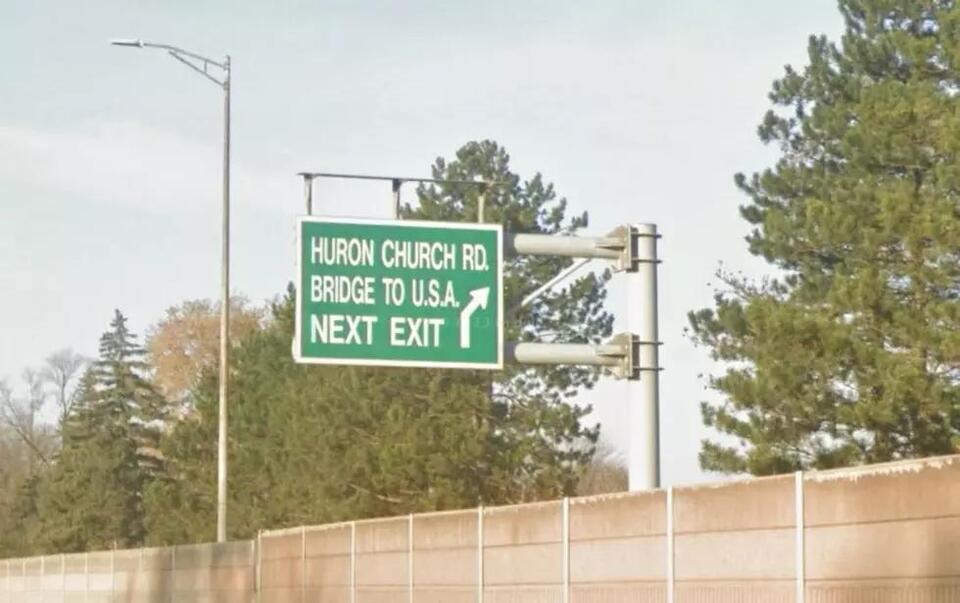 HURON CHURCH RD.
BRIDGE TO U.S.A.
NEXT EXIT